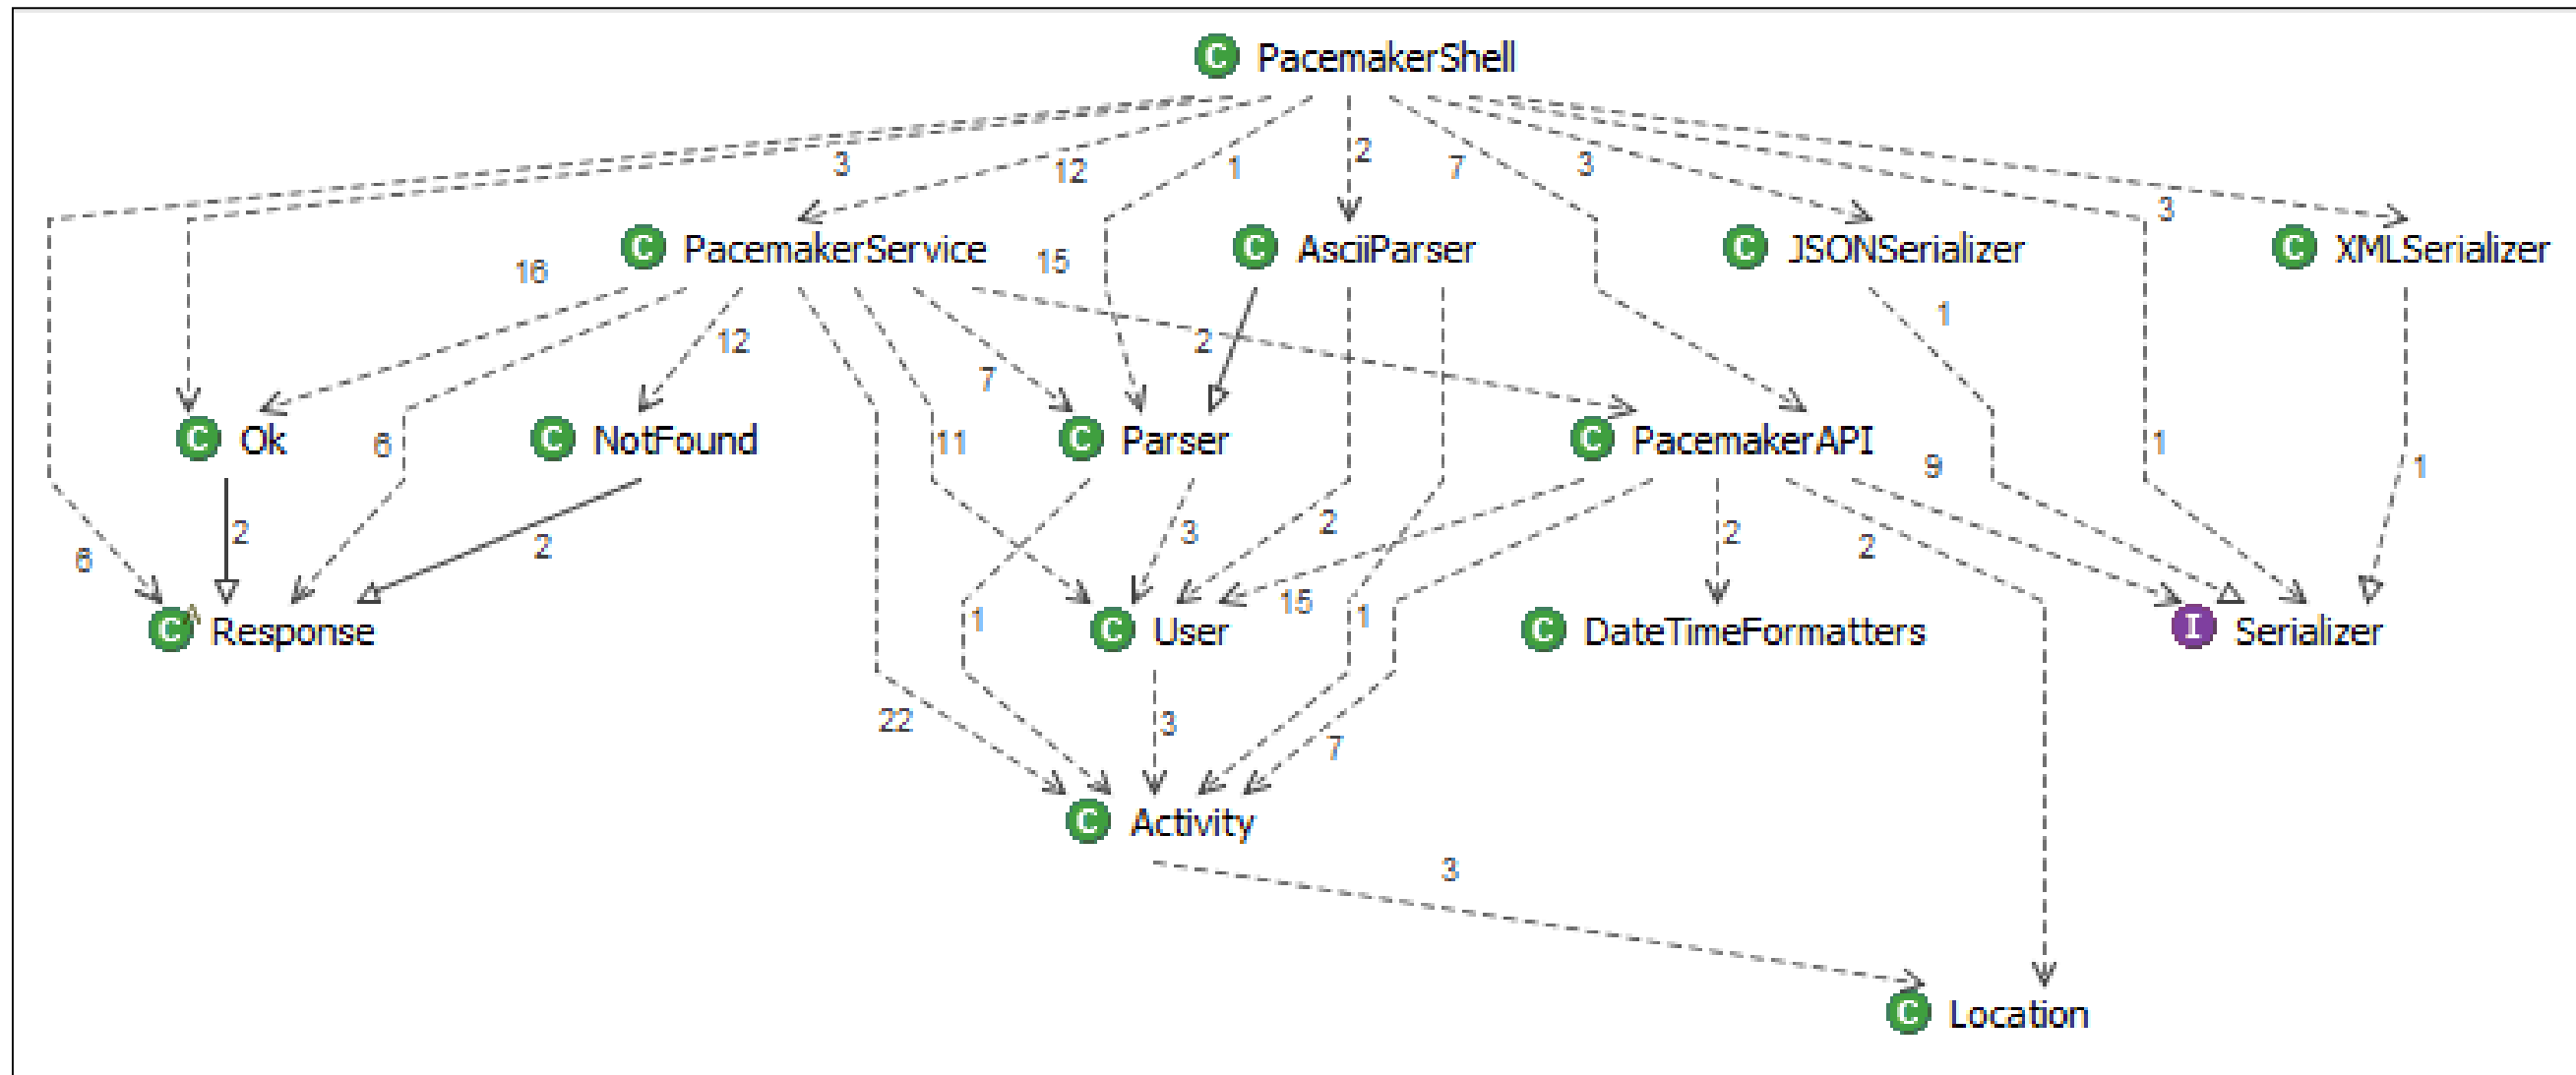 C PacemakerShell
3 12 1 2 7 3 3
C PacemakerService C AsciiParser C JSONSerializer C XMLSerializer
16 15 1
12 2
7
C Ok C NotFound C Parser C PacemakerAPI
6 11 9 1 1
2 2 3 2 2 2
6 15 1 1
C Response C User C DateTimeFormatters I Serializer
22 3 7
C Activity
3
C Location